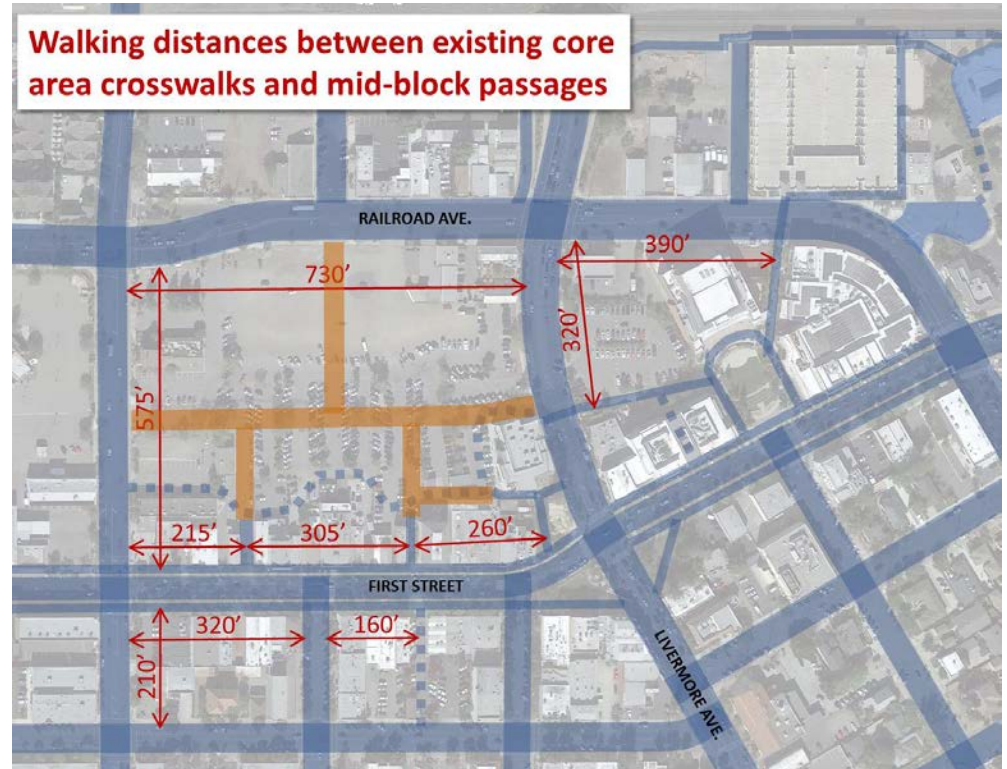 Walking distances between existing core
area crosswalks and mid-block passages
RAILROAD AVE.
730’
390’
320’
575’
215’
305’
260’
FIRST STREET
320’
160’
210’
LIVERMORE AVE.